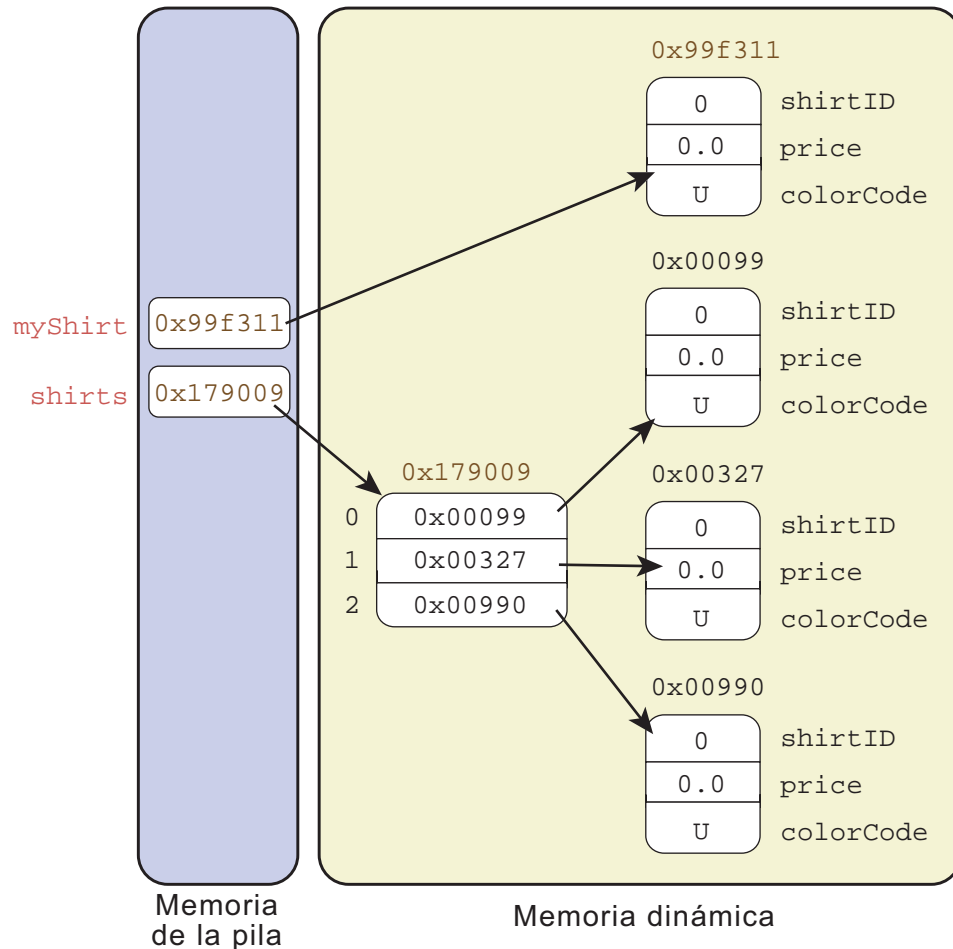 0x99f311
0 shirtID
0.0 price
U colorCode
0x00099
myShirt 0x99f311
0 shirtID
0.0 price
shirts 0x179009
U colorCode
0x179009
0x00327
0 0x00099
0 shirtID
1 0x00327
0.0 price
2 0x00990
U colorCode
0x00990
0 shirtID
0.0 price
U colorCode
Memoria
de la pila
Memoria dinámica